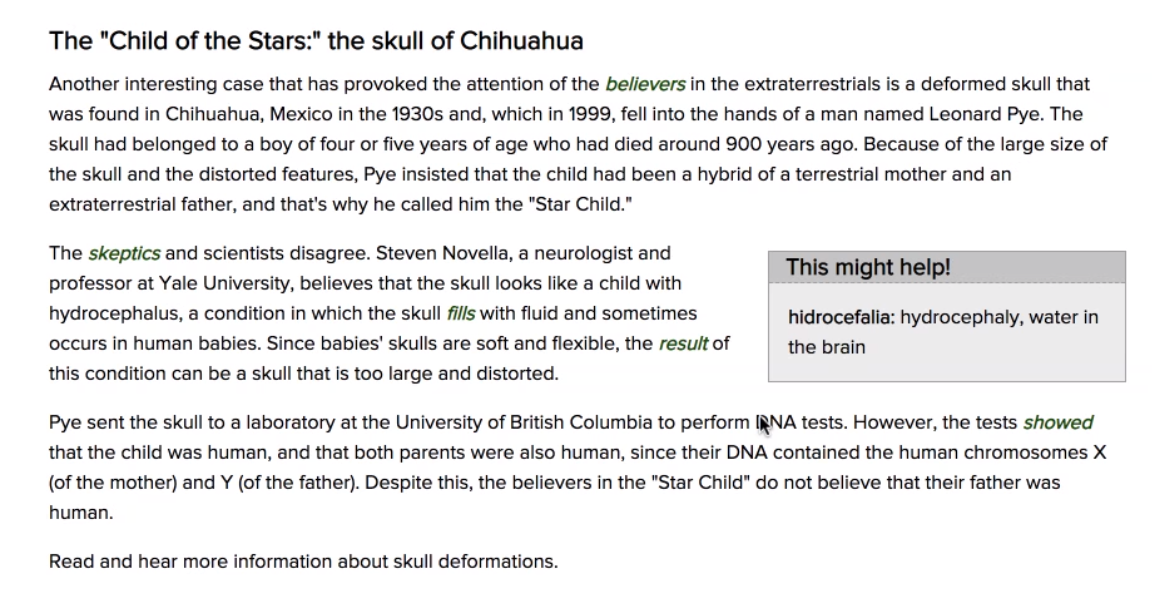 The "Child of the Stars:" the skull of Chihuahua
Another interesting case that has provoked the attention of the believers in the extraterrestrials is a deformed skull that
was found in Chihuahua, Mexico in the 1930s and, which in 1999, fell into the hands of a man named Leonard Pye. The
skull had belonged to a boy of four or five years of age who had died around 900 years ago. Because of the large size of
the skull and the distorted features, Pye insisted that the child had been a hybrid of a terrestrial mother and an
extraterrestrial father, and that's why he called him the "Star Child."
The skeptics and scientists disagree. Steven Novella, a neurologist and
professor at Yale University, believes that the skull looks like a child with
hydrocephalus, a condition in which the skull fills with fluid and sometimes
occurs in human babies. Since babies' skulls are soft and flexible, the result of
this condition can be a skull that is too large and distorted.
This might help!
hidrocefalia: hydrocephaly, water in
the brain
Pye sent the skull to a laboratory at the University of British Columbia to perform DNA tests. However, the tests showed
that the child was human, and that both parents were also human, since their DNA contained the human chromosomes X
(of the mother) and Y (of the father). Despite this, the believers in the "Star Child" do not believe that their father was
human.
Read and hear more information about skull deformations.